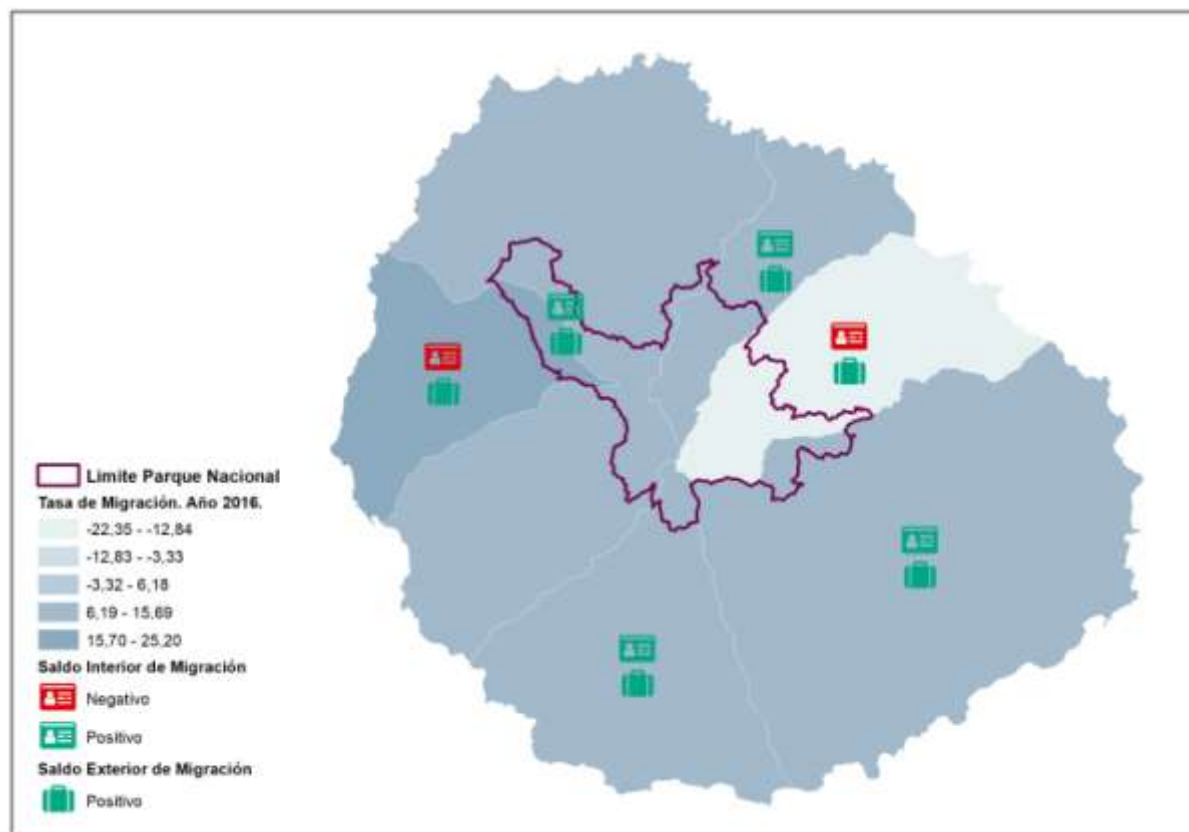 Limite Parque Nacional
Tasa de Migración. Año 2016.
-22,35 - -12,84
-12,83 - -3,33
-3,32 - 6,18
6,19 - 15,69
15,70 - 25,20
Saldo Interior de Migración
Negativo
Positivo
Saldo Exterior de Migración
Positivo